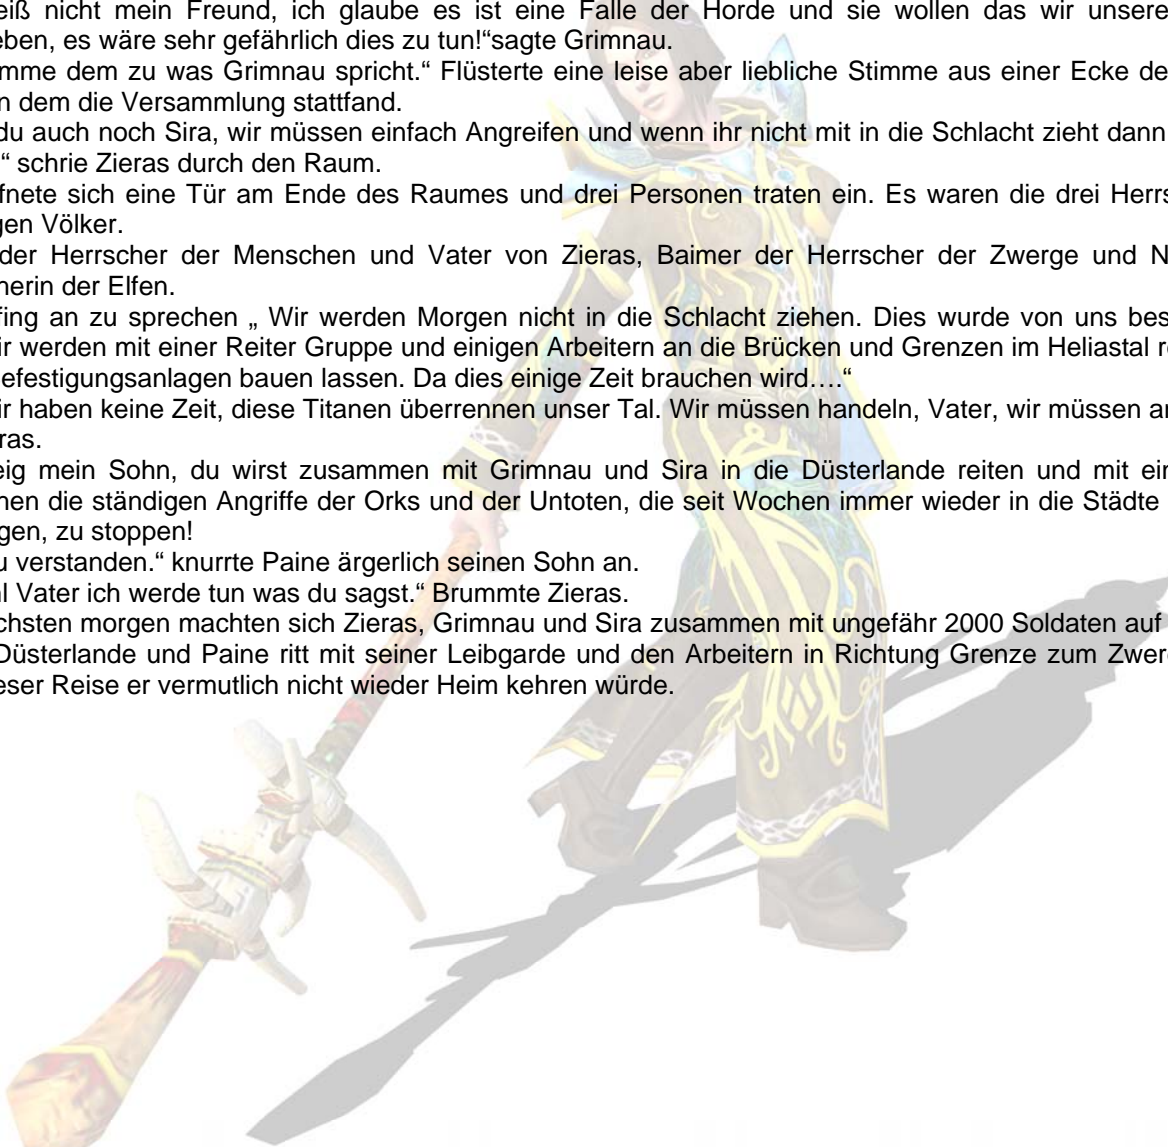 eiß nicht mein Freund, ich glaube es ist eine Falle der Horde und sie wollen das wir unsere
eben, es wäre sehr gefährlich dies zu tun!“sagte Grimnau.
mme dem zu was Grimnau spricht.“ Flüsterte eine leise aber liebliche Stimme aus einer Ecke de
n dem die Versammlung stattfand.
du auch noch Sira, wir müssen einfach Angreifen und wenn ihr nicht mit in die Schlacht zieht dann
“ schrie Zieras durch den Raum.
fnete sich eine Tür am Ende des Raumes und drei Personen traten ein. Es waren die drei Herrs
gen Völker.
der Herrscher der Menschen und Vater von Zieras, Baimer der Herrscher der Zwerge und N
nerin der Elfen.
fing an zu sprechen „ Wir werden Morgen nicht in die Schlacht ziehen. Dies wurde von uns bes
ir werden mit einer Reiter Gruppe und einigen Arbeitern an die Brücken und Grenzen im Heliastal r
efestigungsanlagen bauen lassen. Da dies einige Zeit brauchen wird….“
ir haben keine Zeit, diese Titanen überrennen unser Tal. Wir müssen handeln, Vater, wir müssen a
ras.
eig mein Sohn, du wirst zusammen mit Grimnau und Sira in die Düsterlande reiten und mit ein
nen die ständigen Angriffe der Orks und der Untoten, die seit Wochen immer wieder in die Städte
gen, zu stoppen!
u verstanden.“ knurrte Paine ärgerlich seinen Sohn an.
l Vater ich werde tun was du sagst.“ Brummte Zieras.
chsten morgen machten sich Zieras, Grimnau und Sira zusammen mit ungefähr 2000 Soldaten auf
Düsterlande und Paine ritt mit seiner Leibgarde und den Arbeitern in Richtung Grenze zum Zwer
eser Reise er vermutlich nicht wieder Heim kehren würde.